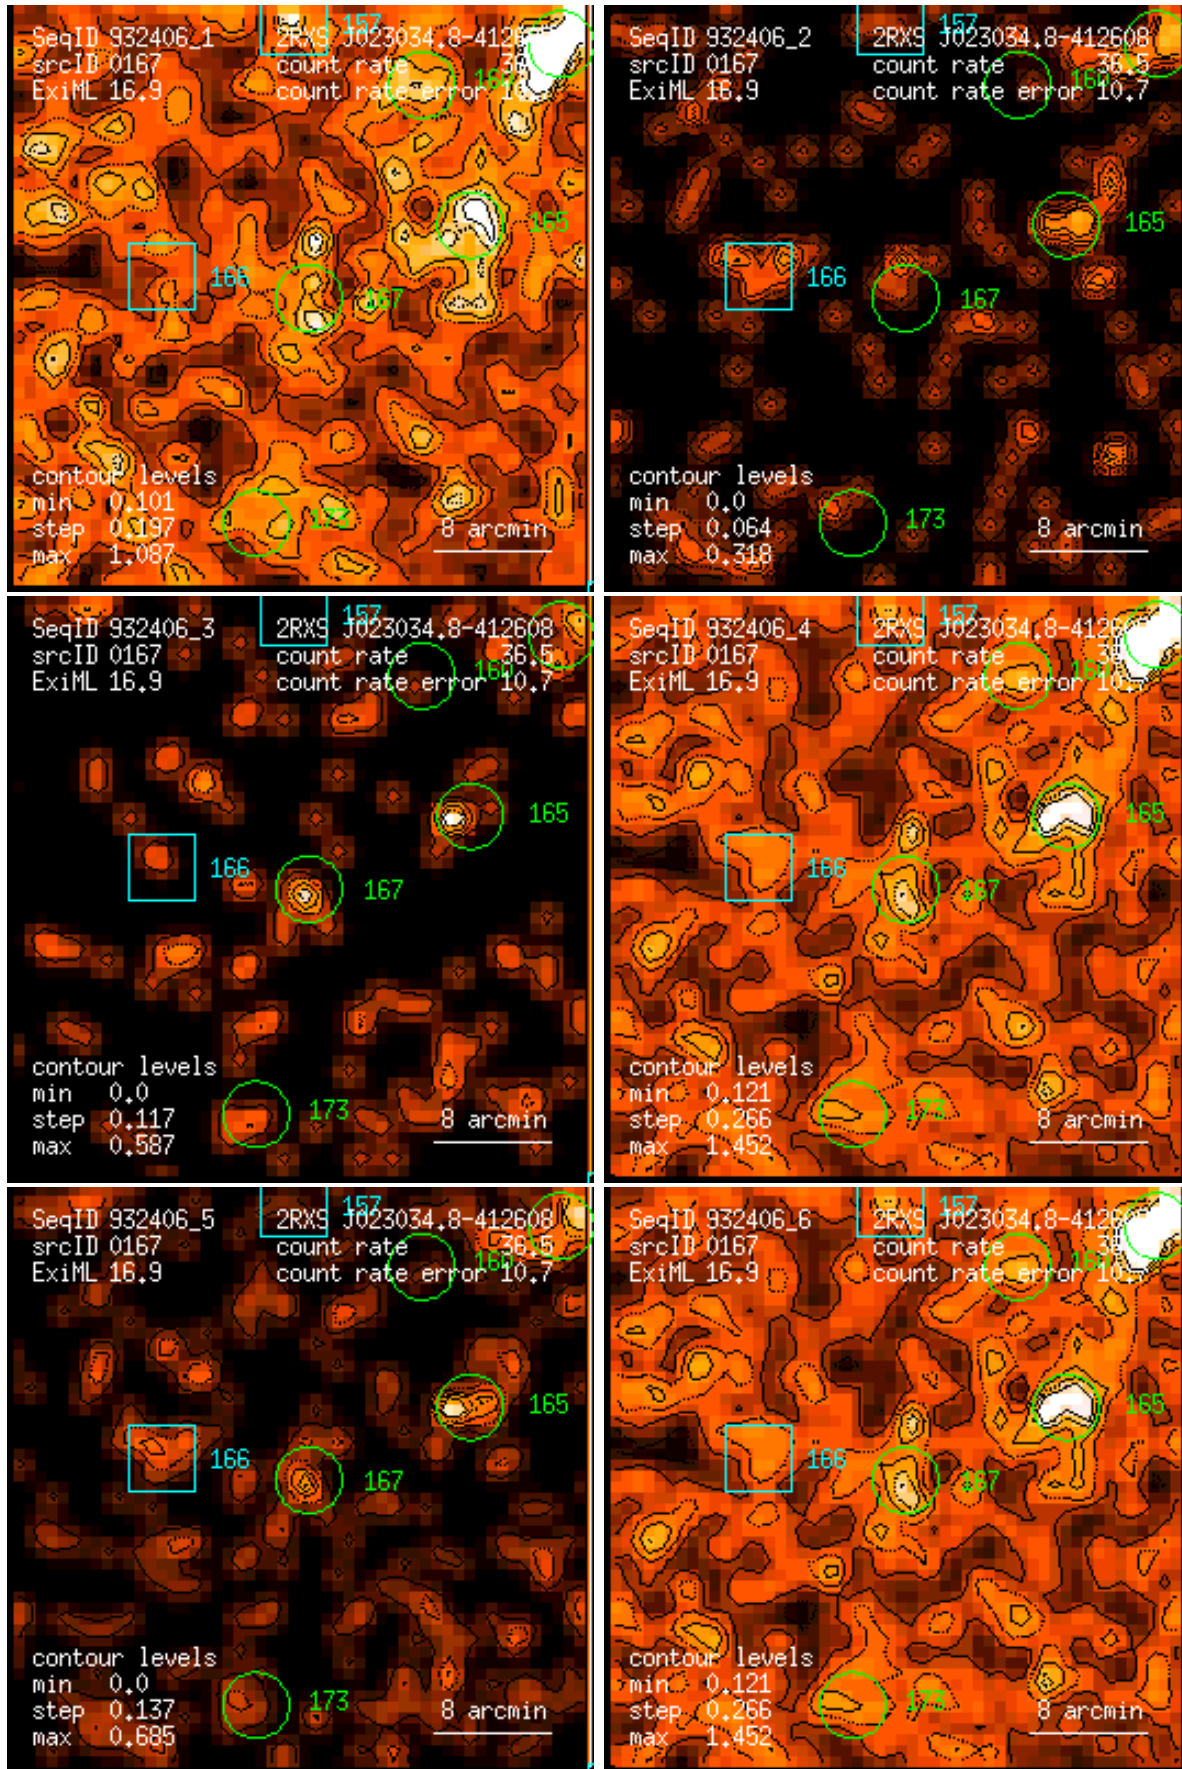 157
SeqID 932406_1 2RXS J023034.8-412608
srcID 0167 count rate
ExiML 16.9 count rate error
165
166
167
contour levels
min 0.101
step 0.197
max 1.087
173
8 arcmin
157
SeqID 932406_2 2RXS J023034.8-412608
srcID 0167 count rate 36.5
ExiML 16.9 count rate error 10.7
165
166
167
contour levels
min 0.0
step 0.064
max 0.318
173
8 arcmin
157
SeqID 932406_3 2RXS J023034.8-412608
srcID 0167 count rate 36.5
ExiML 16.9 count rate error 10.7
165
166
167
contour levels
min 0.0
step 0.117
max 0.587
173
8 arcmin
157
SeqID 932406_4 2RXS J023034.8-412608
srcID 0167 count rate
ExiML 16.9 count rate error
165
166
167
contour levels
min 0.121
step 0.266
max 1.452
173
8 arcmin
157
SeqID 932406_5 2RXS J023034.8-412608
srcID 0167 count rate 36.5
ExiML 16.9 count rate error 10.7
165
166
167
contour levels
min 0.0
step 0.137
max 0.685
173
8 arcmin
157
SeqID 932406_6 2RXS J023034.8-412608
srcID 0167 count rate
ExiML 16.9 count rate error
165
166
167
contour levels
min 0.121
step 0.266
max 1.452
173
8 arcmin